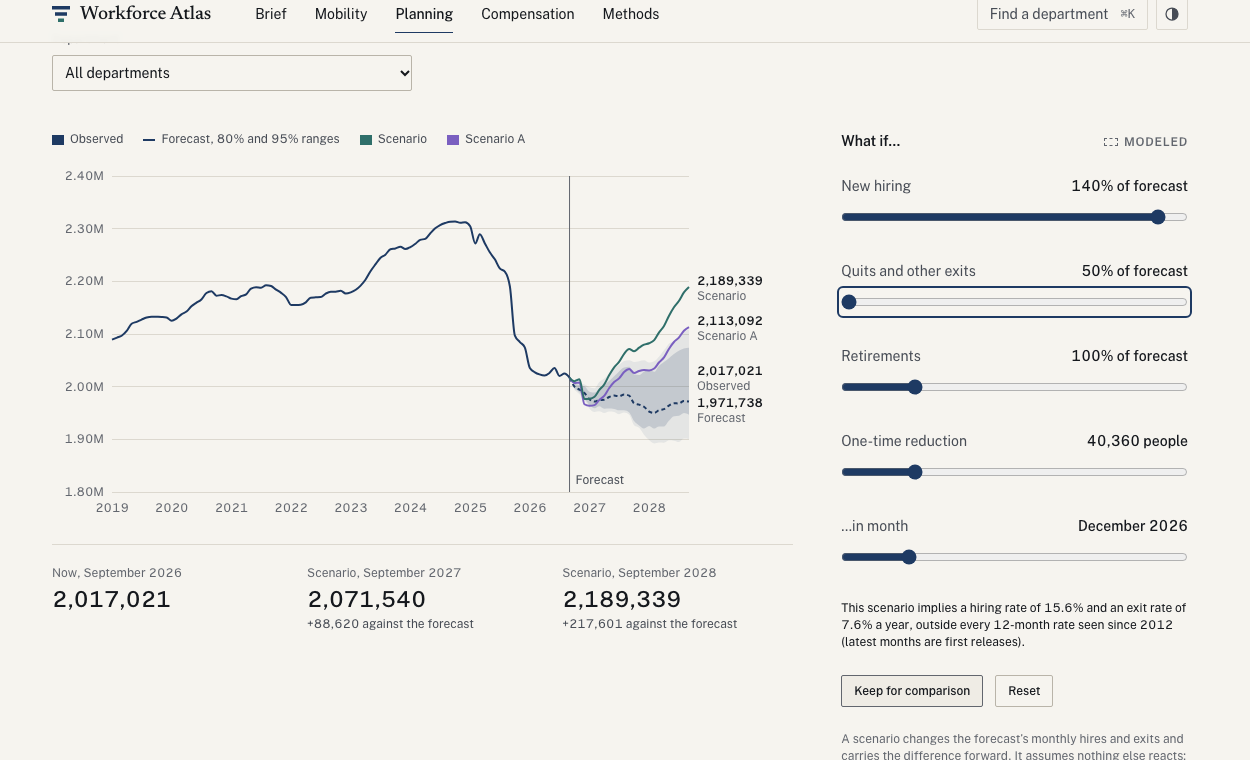 Workforce Atlas
Brief
Mobility
Planning
Compensation
Methods
Find a department ⌘K
All departments
Observed
Forecast, 80% and 95% ranges
Scenario
Scenario A
2.40M
2.30M
2.20M
2.10M
2.00M
1.90M
1.80M
2019
2020
2021
2022
2023
2024
2025
2026
2027
2028
Forecast
2,189,339
Scenario
2,113,092
Scenario A
2,017,021
Observed
1,971,738
Forecast
Now, September 2026
2,017,021
Scenario, September 2027
2,071,540
+88,620 against the forecast
Scenario, September 2028
2,189,339
+217,601 against the forecast
What if…
MODELED
New hiring
140% of forecast
Quits and other exits
50% of forecast
Retirements
100% of forecast
One-time reduction
40,360 people
…in month
December 2026
This scenario implies a hiring rate of 15.6% and an exit rate of
7.6% a year, outside every 12-month rate seen since 2012
(latest months are first releases).
Keep for comparison
Reset
A scenario changes the forecast’s monthly hires and exits and
carries the difference forward. It assumes nothing else reacts: